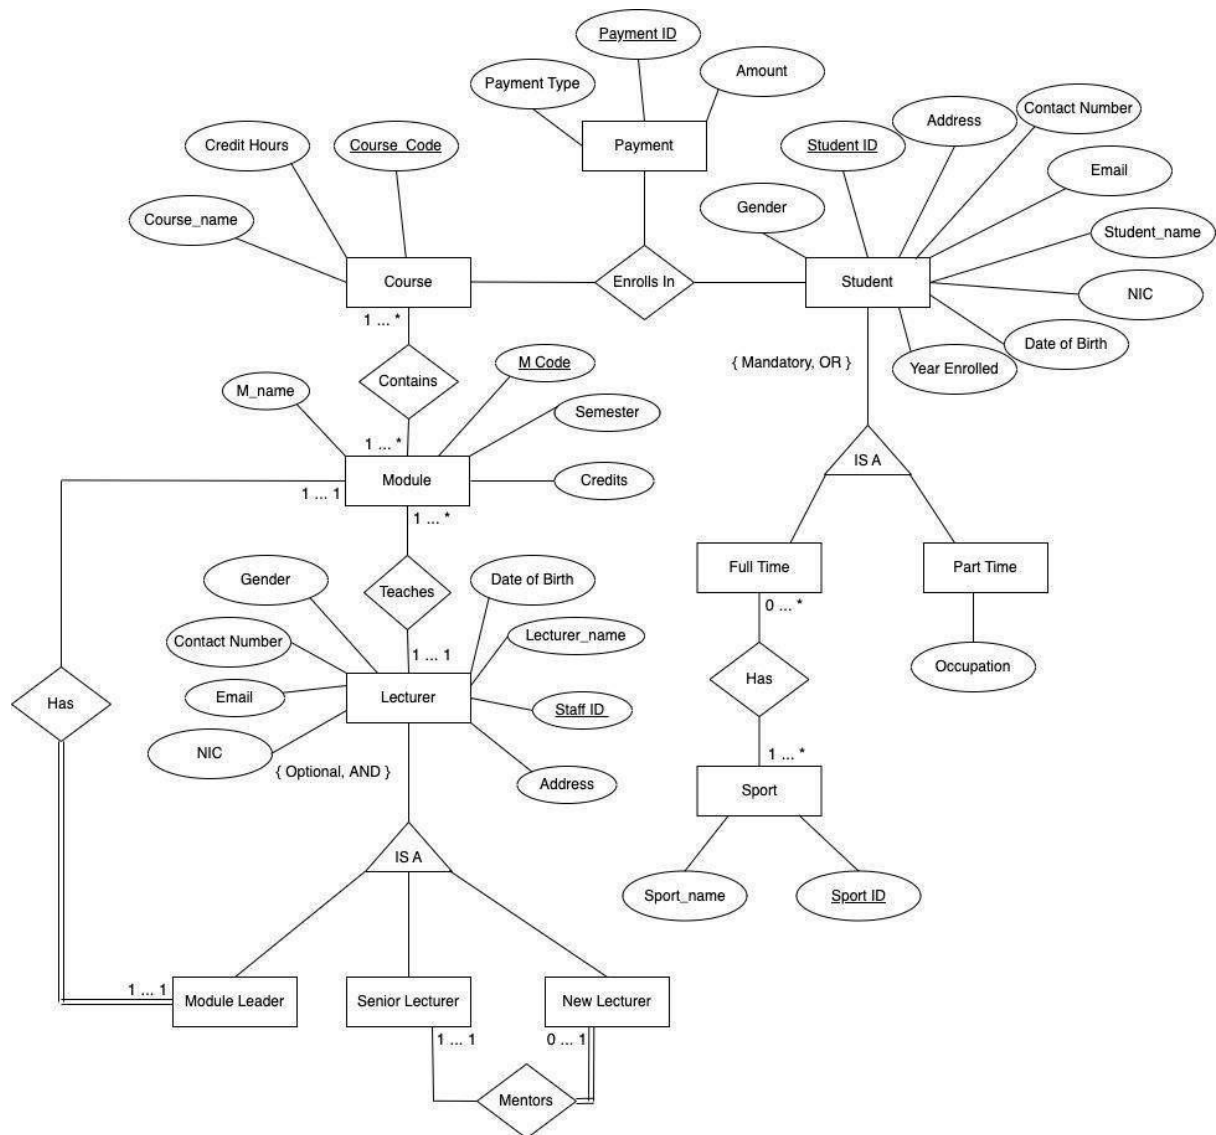 Payment ID
Payment Type
Amount
Payment
Credit Hours
Course_Code
Course_name
Course
Enrolls In
Student ID
Address
Contact Number
Email
Gender
Student_name
NIC
Date of Birth
Year Enrolled
Student
1 ... *
Contains
1 ... *
{ Mandatory, OR }
M_name
M Code
Semester
Credits
Module
1 ... 1
1 ... *
IS A
Full Time
Part Time
0 ... *
Occupation
Has
1 ... *
Sport
Sport_name
Sport ID
Teaches
1 ... 1
Gender
Date of Birth
Contact Number
Lecturer_name
Email
Staff ID
NIC
Address
Lecturer
{ Optional, AND }
Has
IS A
1 ... 1
Module Leader
Senior Lecturer
New Lecturer
1 ... 1
0 ... 1
Mentors